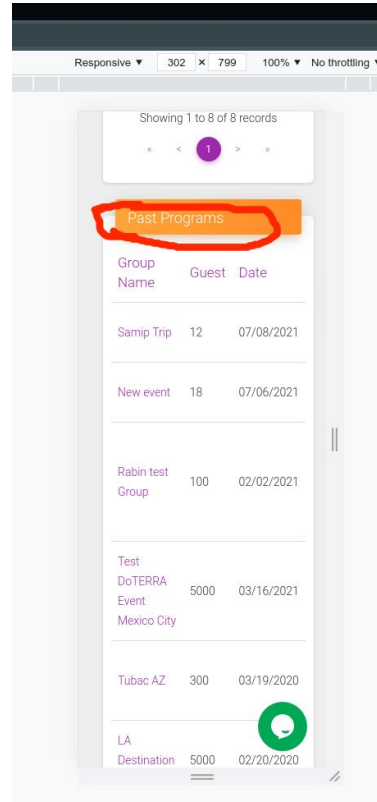 Responsive ▼ 302 × 799 100% ▼ No throttling
Showing 1 to 8 of 8 records
« < 1 > »
Past Programs
Group Name Guest Date
Samip Trip 12 07/08/2021
New event 18 07/06/2021
Rabin test Group 100 02/02/2021
Test DoTERRA Event Mexico City 5000 03/16/2021
Tubac AZ 300 03/19/2020
LA Destination 5000 02/20/2020